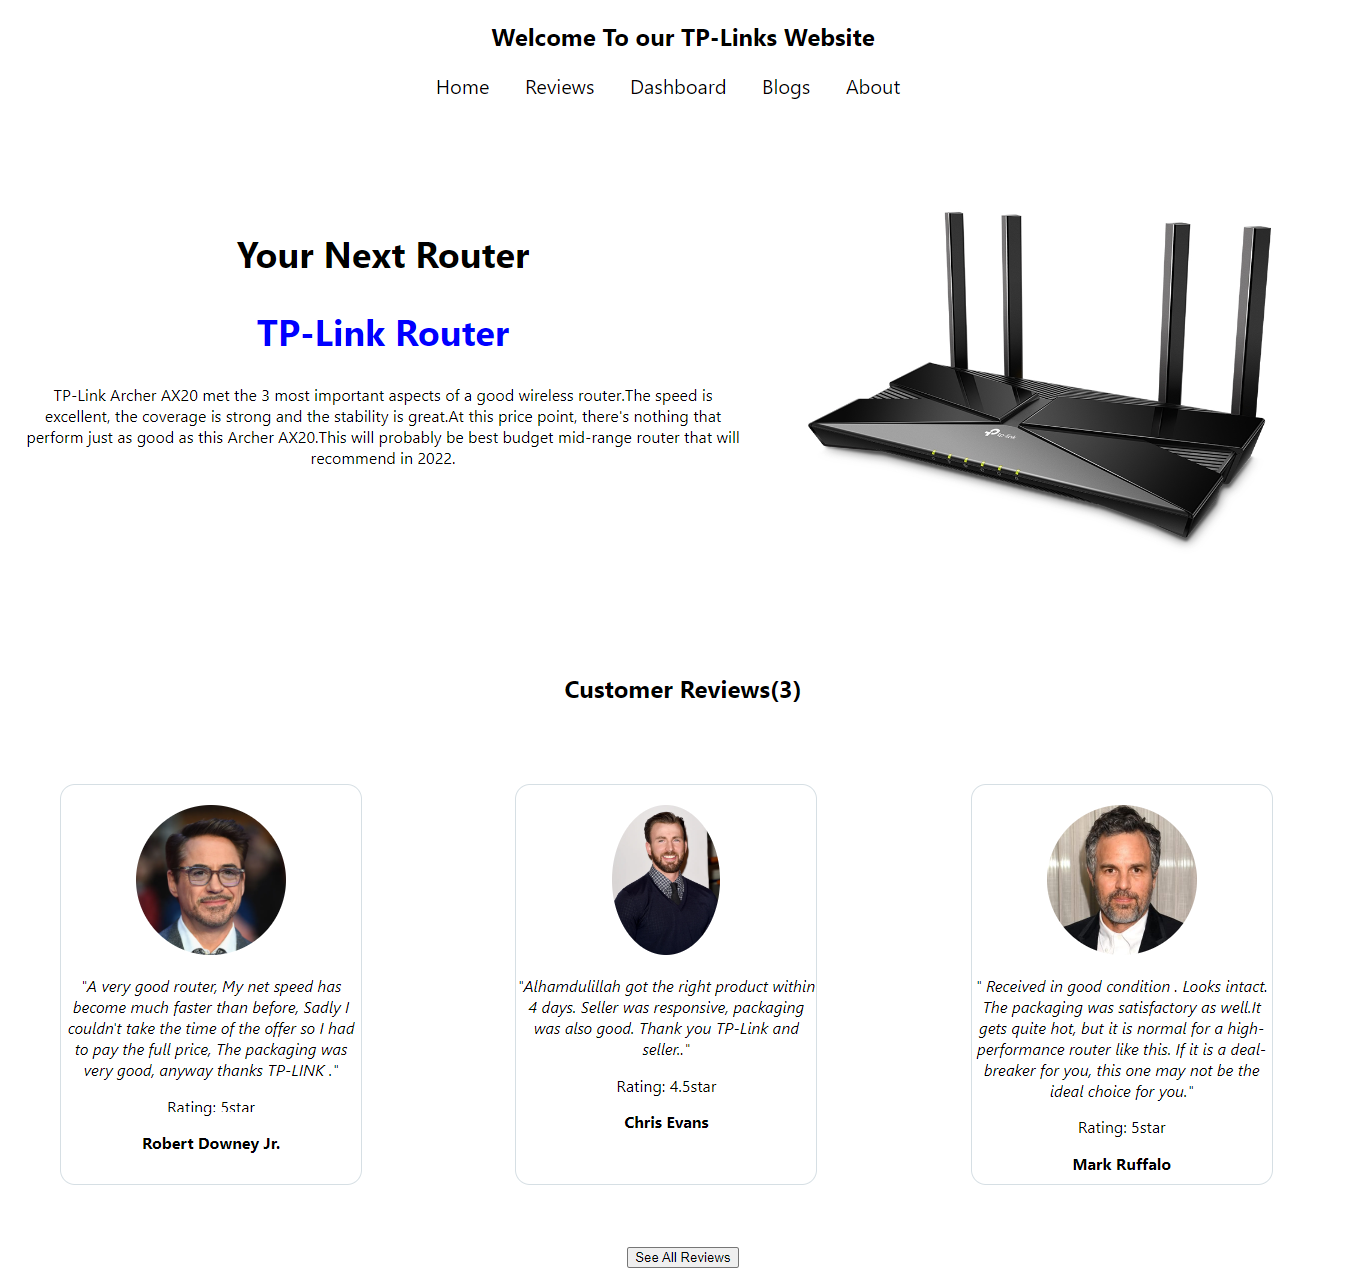 Welcome To our TP-Links Website
Home Reviews Dashboard Blogs About
Your Next Router
TP-Link Router
TP-Link Archer AX20 met the 3 most important aspects of a good wireless router.The speed is
excellent, the coverage is strong and the stability is great.At this price point, there's nothing that
perform just as good as this Archer AX20.This will probably be best budget mid-range router that will
recommend in 2022.
tp-link
Customer Reviews(3)
"A very good router, My net speed has
become much faster than before, Sadly I
couldn't take the time of the offer so I had
to pay the full price, The packaging was
very good, anyway thanks TP-LINK ."
Rating: 5star
Robert Downey Jr.
"Alhamdulillah got the right product within
4 days. Seller was responsive, packaging
was also good. Thank you TP-Link and
seller.."
Rating: 4.5star
Chris Evans
" Received in good condition . Looks intact.
The packaging was satisfactory as well.It
gets quite hot, but it is normal for a high-
performance router like this. If it is a deal-
breaker for you, this one may not be the
ideal choice for you."
Rating: 5star
Mark Ruffalo
See All Reviews